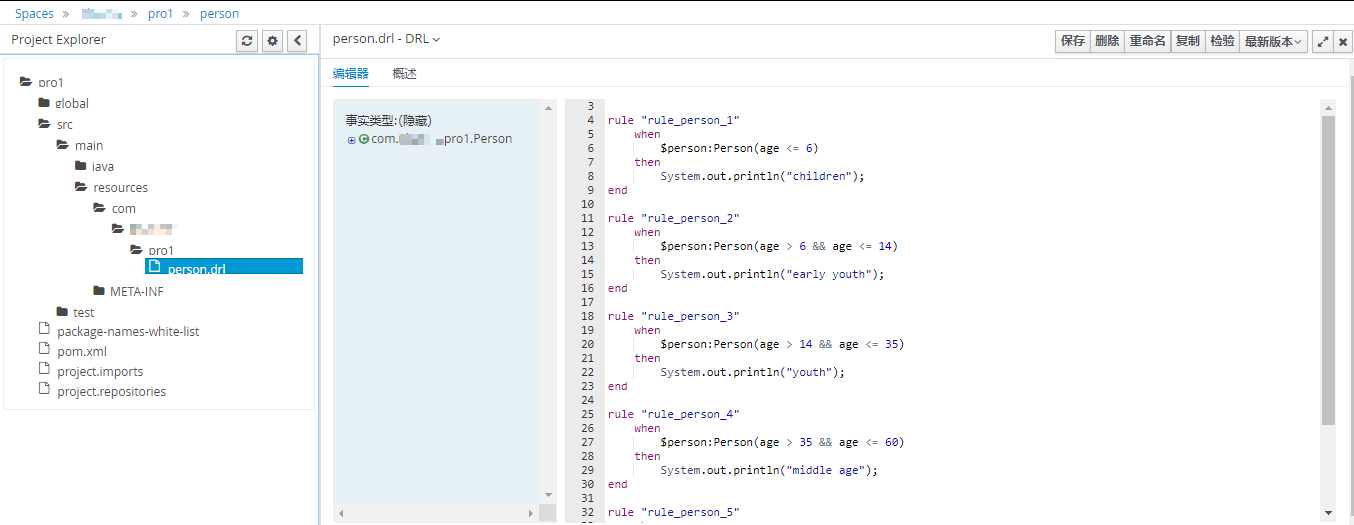 Spaces » » pro1 » person
Project Explorer
pro1
global
src
main
java
resources
com
pro1
person.drl
META-INF
test
package-names-white-list
pom.xml
project.imports
project.repositories
person.drl - DRL
保存 删除 重命名 复制 检验 最新版本
编辑器 概述
事实类型:(隐藏)
com. pro1.Person
3
4 rule "rule_person_1"
5 when
6 $person:Person(age <= 6)
7 then
8 System.out.println("children");
9 end
10
11 rule "rule_person_2"
12 when
13 $person:Person(age > 6 && age <= 14)
14 then
15 System.out.println("early youth");
16 end
17
18 rule "rule_person_3"
19 when
20 $person:Person(age > 14 && age <= 35)
21 then
22 System.out.println("youth");
23 end
24
25 rule "rule_person_4"
26 when
27 $person:Person(age > 35 && age <= 60)
28 then
29 System.out.println("middle age");
30 end
31
32 rule "rule_person_5"